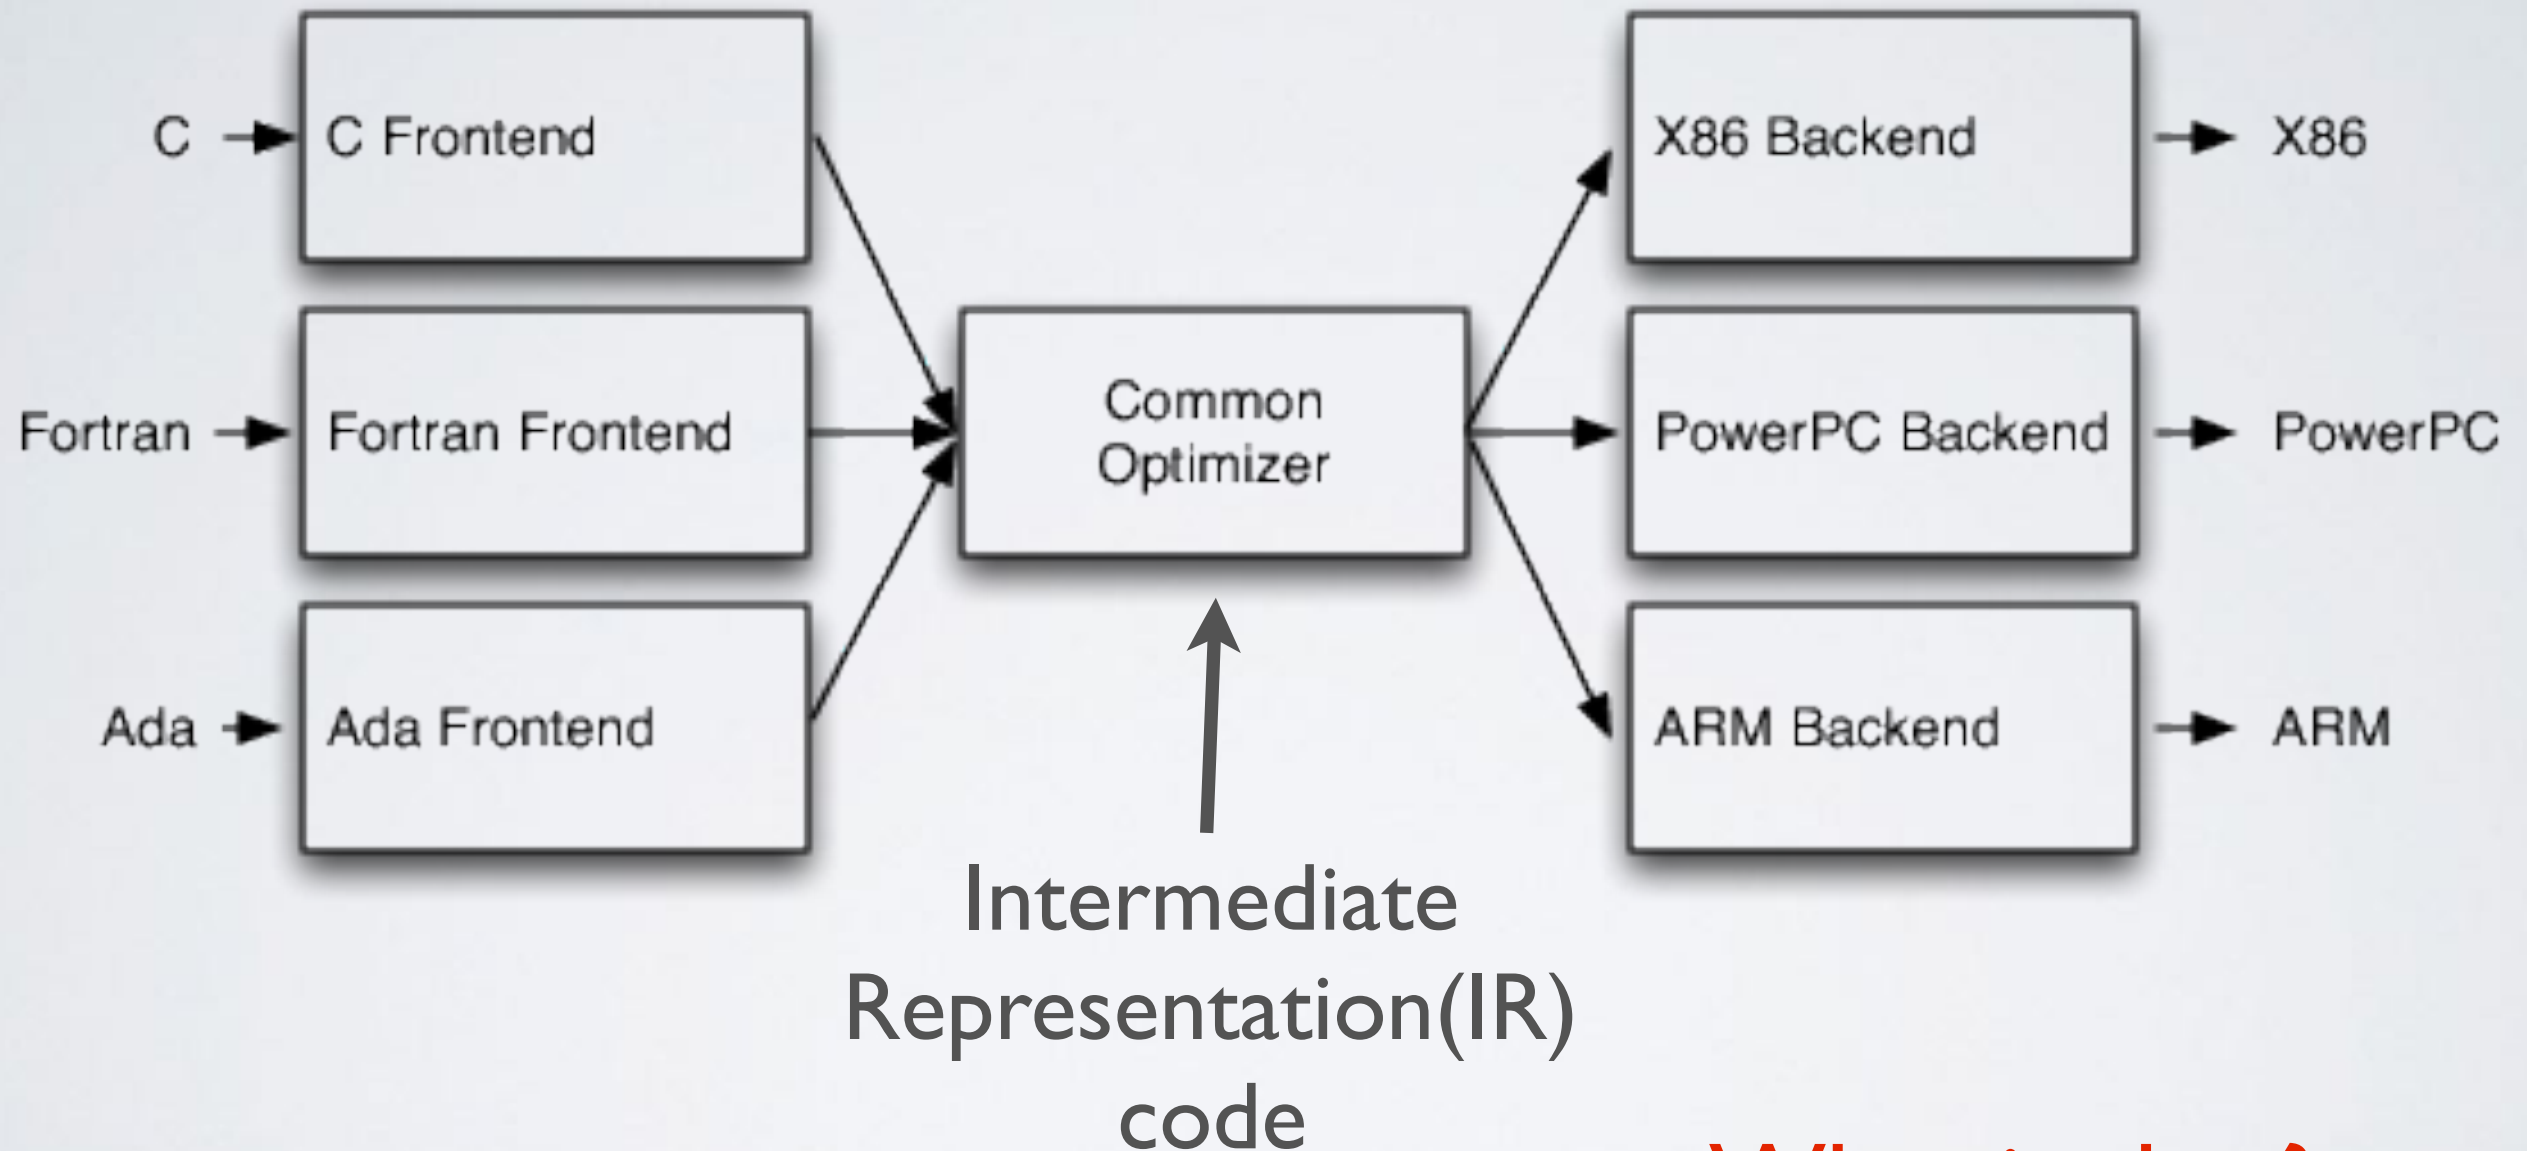 C
C Frontend
X86 Backend
X86
Fortran
Fortran Frontend
Common
Optimizer
PowerPC Backend
PowerPC
Ada
Ada Frontend
ARM Backend
ARM
Intermediate
Representation(IR)
code